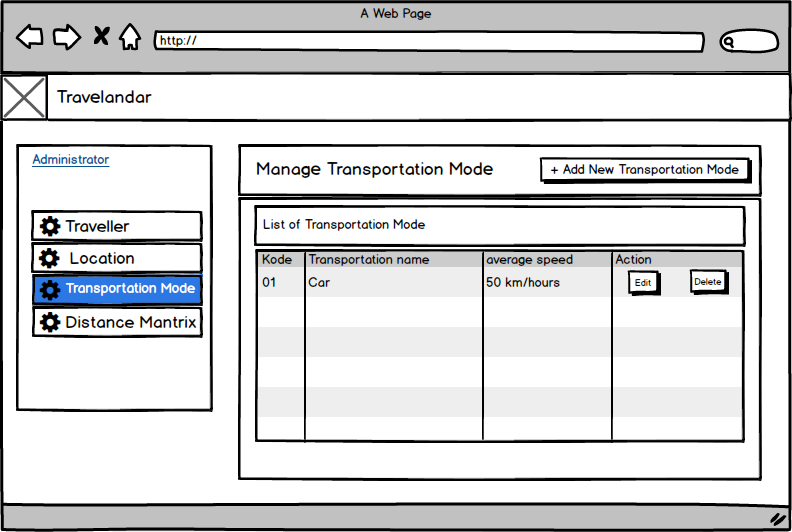 A Web Page
http://
Travelandar
Administrator
Traveller
Location
Transportation Mode
Distance Mantrix
Manage Transportation Mode
+ Add New Transportation Mode
List of Transportation Mode
Kode Transportation name average speed Action
01 Car 50 km/hours Edit Delete